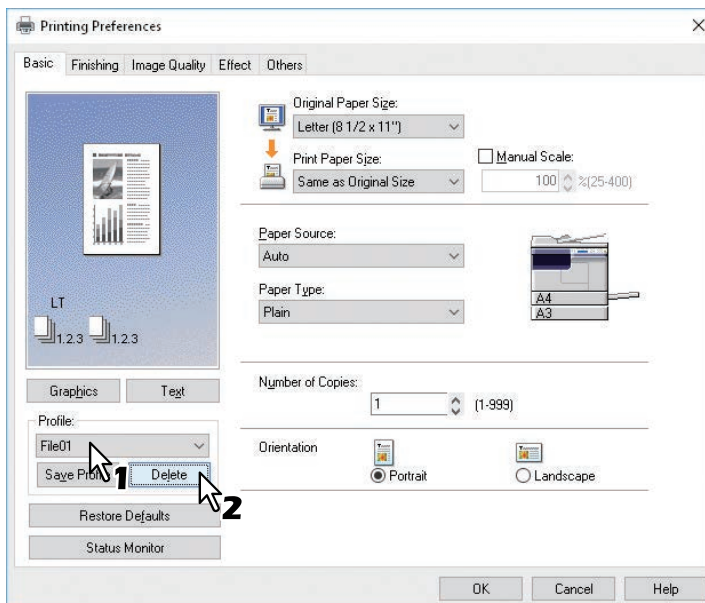 Printing Preferences
Basic Finishing Image Quality Effect Others
Original Paper Size:
Letter (8 1/2 x 11")
Print Paper Size:
Same as Original Size
Manual Scale:
100 %(25-400)
LT
1.2.3 1.2.3
Paper Source:
Auto
Paper Type:
Plain
A4
A3
Graphics Text
Number of Copies:
1 (1-999)
Profile:
File01
1
Save Prof Delete
2
Orientation
Portrait Landscape
Restore Defaults
Status Monitor
OK Cancel Help